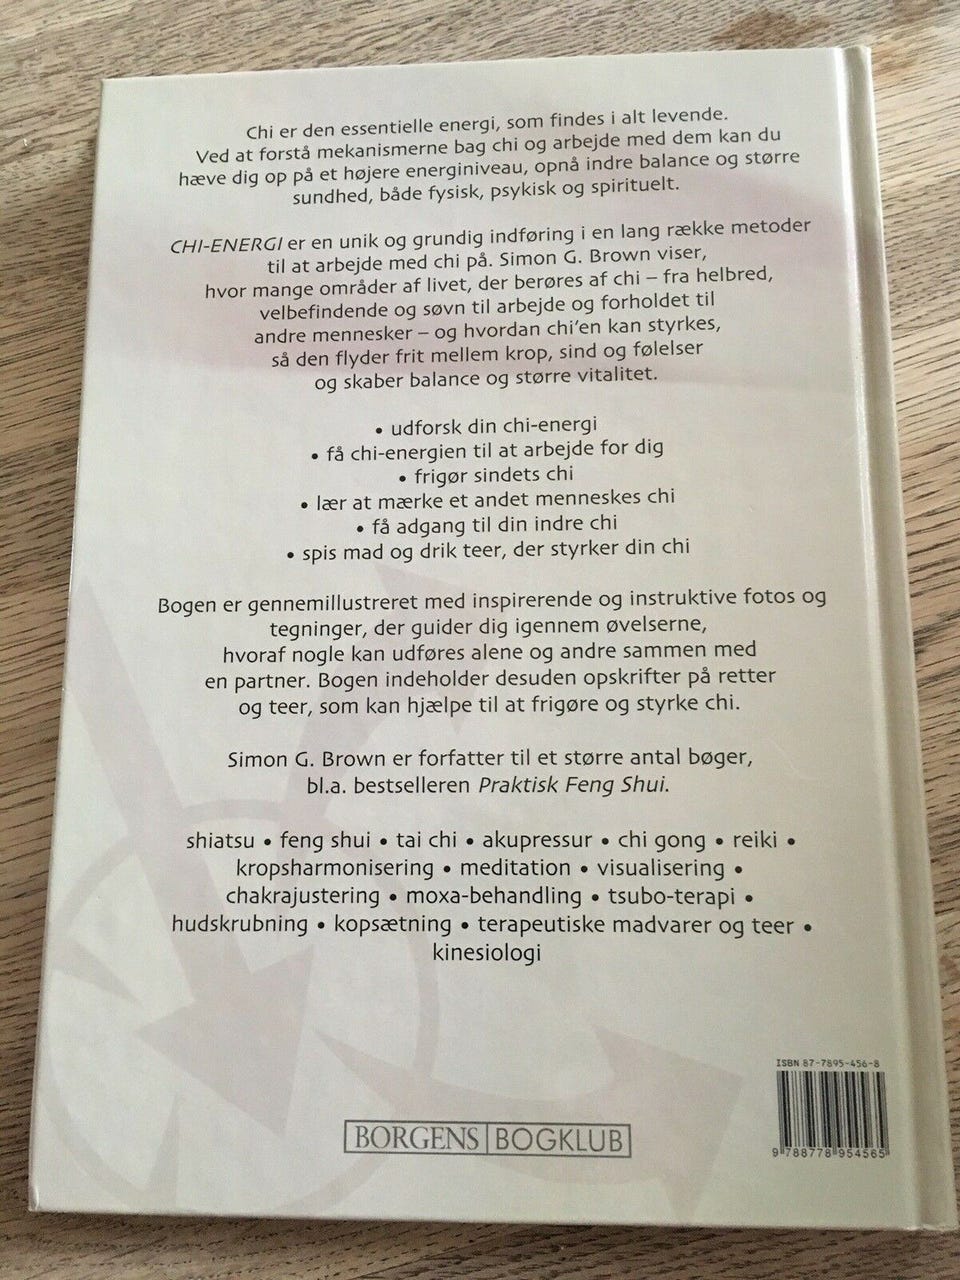 Chi er den essentielle energi, som findes i alt levende.
Ved at forstå mekanismerne bag chi og arbejde med dem kan du
hæve dig op på et højere energiniveau, opnå indre balance og større
sundhed, både fysisk, psykisk og spirituelt.
CHI-ENERGI er en unik og grundig indføring i en lang række metoder
til at arbejde med chi på. Simon G. Brown viser,
hvor mange områder af livet, der berøres af chi – fra helbred,
velbefindende og søvn til arbejde og forholdet til
andre mennesker – og hvordan chi'en kan styrkes,
så den flyder frit mellem krop, sind og følelser
og skaber balance og større vitalitet.
• udforsk din chi-energi
• få chi-energien til at arbejde for dig
• frigør sindets chi
• lær at mærke et andet menneskes chi
• få adgang til din indre chi
• spis mad og drik teer, der styrker din chi
Bogen er gennemillustreret med inspirerende og instruktive fotos og
tegninger, der guider dig igennem øvelserne,
hvoraf nogle kan udføres alene og andre sammen med
en partner. Bogen indeholder desuden opskrifter på retter
og teer, som kan hjælpe til at frigøre og styrke chi.
Simon G. Brown er forfatter til et større antal bøger,
bl.a. bestselleren Praktisk Feng Shui.
shiatsu • feng shui • tai chi • akupressur • chi gong • reiki •
kropsharmonisering • meditation • visualisering •
chakrajustering • moxa-behandling • tsubo-terapi •
hudskrubning • kopsætning • terapeutiske madvarer og teer •
kinesiologi
ISBN 87-7895-456-8
9 788778 954565
BORGENS BOGKLUB